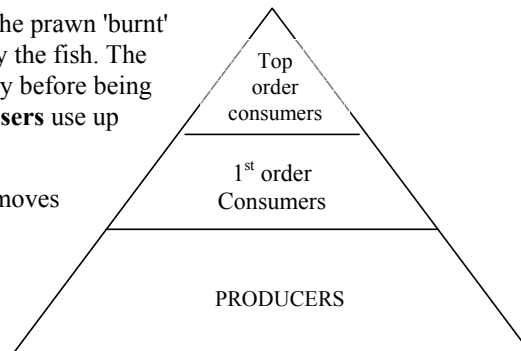 he prawn 'burnt'
y the fish. The
y before being
sers use up
noves
Top
order
consumers
1st order
Consumers
PRODUCERS